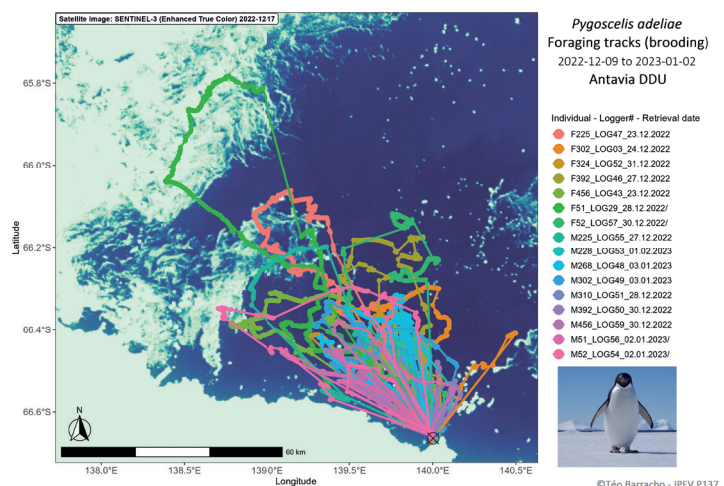 Satellite image: SENTINEL-3 (Enhanced True Color) 2022-12-17
Pygoscelis adeliae
Foraging tracks (brooding)
2022-12-09 to 2023-01-02
Antavia DDU
Individual - Logger# - Retrieval date
F225_LOG47_23.12.2022
F302_LOG03_24.12.2022
F324_LOG52_31.12.2022
F392_LOG46_27.12.2022
F456_LOG43_23.12.2022
F51_LOG29_28.12.2022/
F52_LOG57_30.12.2022/
M225_LOG55_27.12.2022
M228_LOG53_01.02.2023
M268_LOG48_03.01.2023
M302_LOG49_03.01.2023
M310_LOG51_28.12.2022
M392_LOG50_30.12.2022
M456_LOG59_30.12.2022
M51_LOG56_02.01.2023/
M52_LOG54_02.01.2023/
65.8°S
66.0°S
66.2°S
66.4°S
66.6°S
Latitude
N
60 km
138.0°E
138.5°E
139.0°E
139.5°E
140.0°E
140.5°E
Longitude
©Téo Barracho - IPEV P137